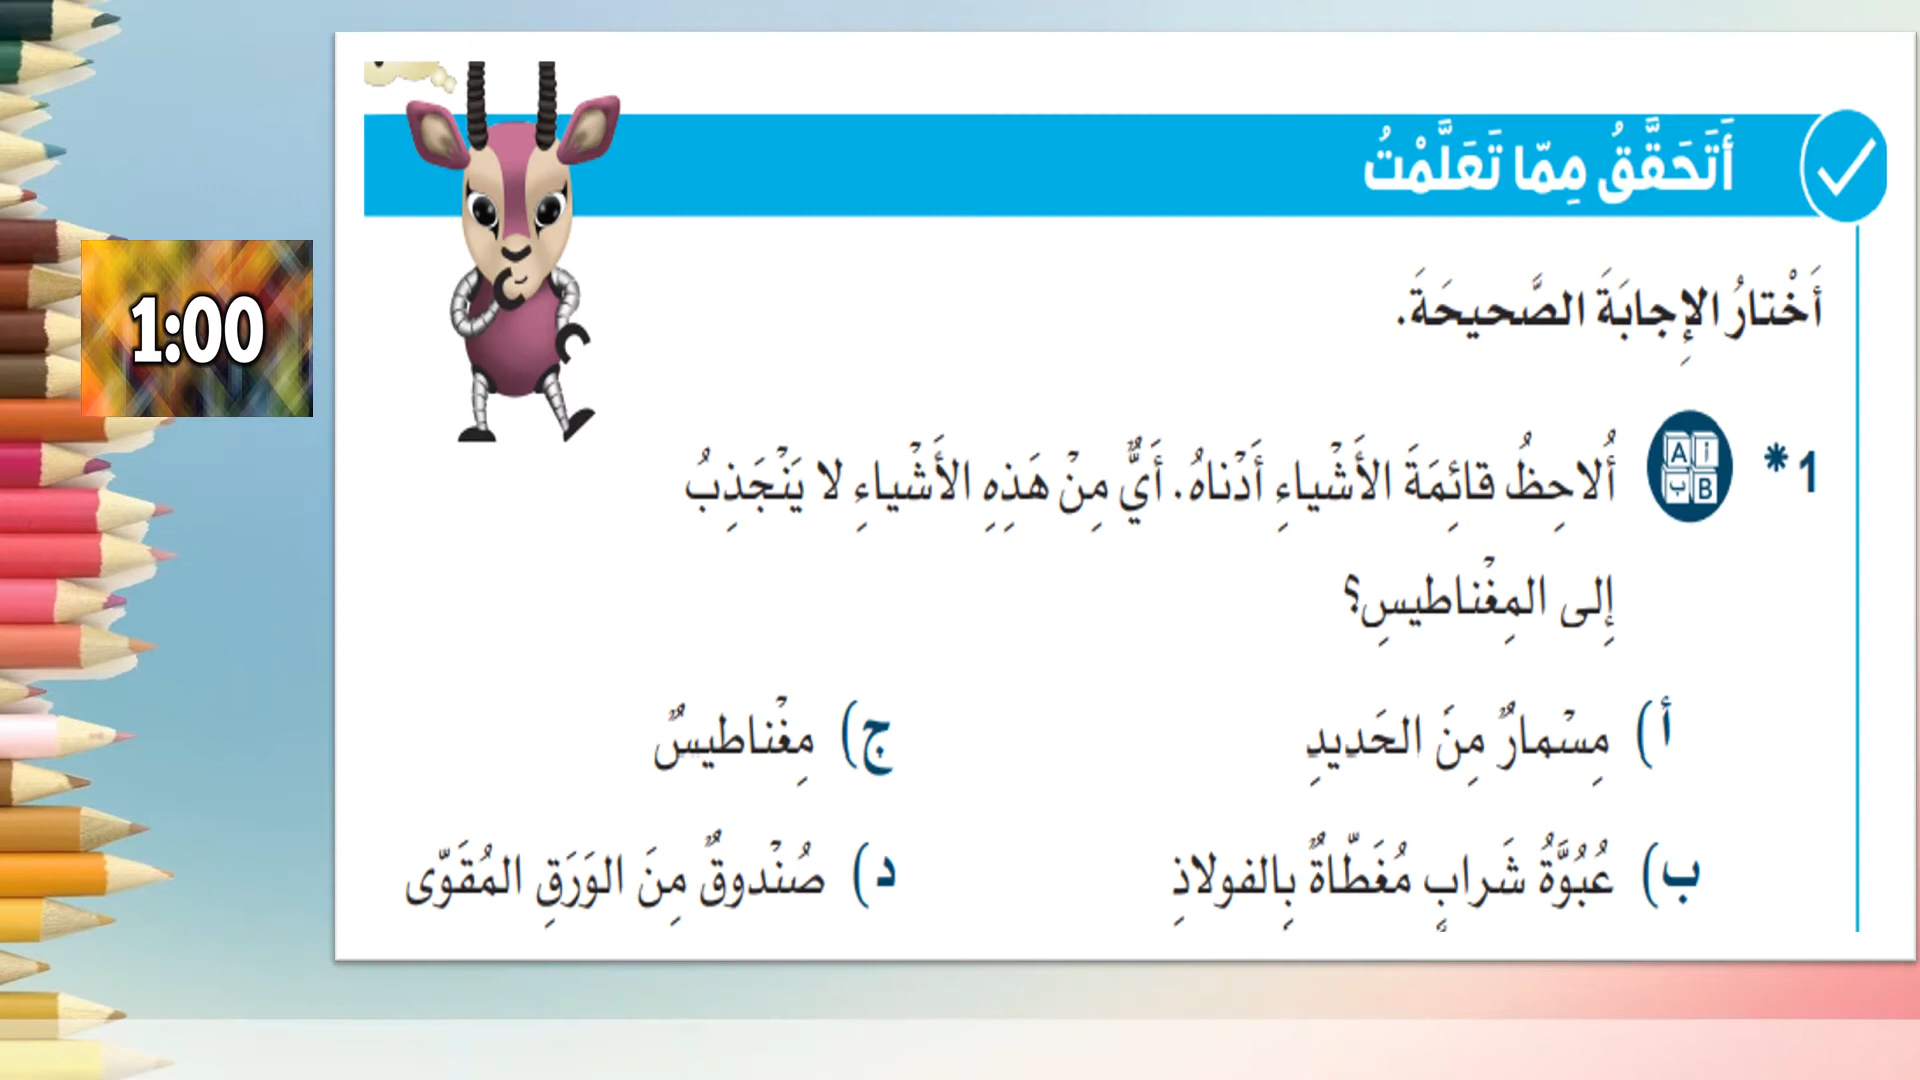 أَتَحَقَّقُ مِمّا تَعَلَّمْتُ
1:00
أَخْتارُ الإِجابَةَ الصَّحيحَةَ.
1 * أُلاحِظُ قائِمَةَ الأَشْياءِ أَدْناهُ. أَيٌّ مِنْ هَذِهِ الأَشْياءِ لا يَنْجَذِبُ
إِلى المِغْناطيسِ؟
أ ) مِسْمارٌ مِنَ الحَديدِ
ج) مِغْناطيسٌ
ب) عُبُوَّةُ شَرابٍ مُغَطّاةٌ بِالفولاذِ
د) صُنْدوقٌ مِنَ الوَرَقِ المُقَوّى
A أ
ب B